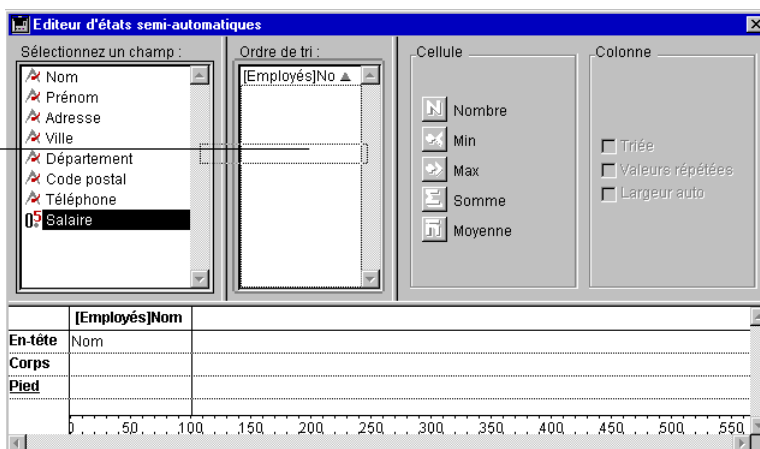 Editeur d'états semi-automatiques
Sélectionnez un champ :
Nom
Prénom
Adresse
Ville
Département
Code postal
Téléphone
0.5 Salaire
Ordre de tri :
[Employés]No
Cellule
Nombre
Min
Max
Somme
Moyenne
Colonne
Triée
Valeurs répétées
Largeur auto
[Employés]Nom
En-tête Nom
Corps
Pied
0 50 100 150 200 250 300 350 400 450 500 550